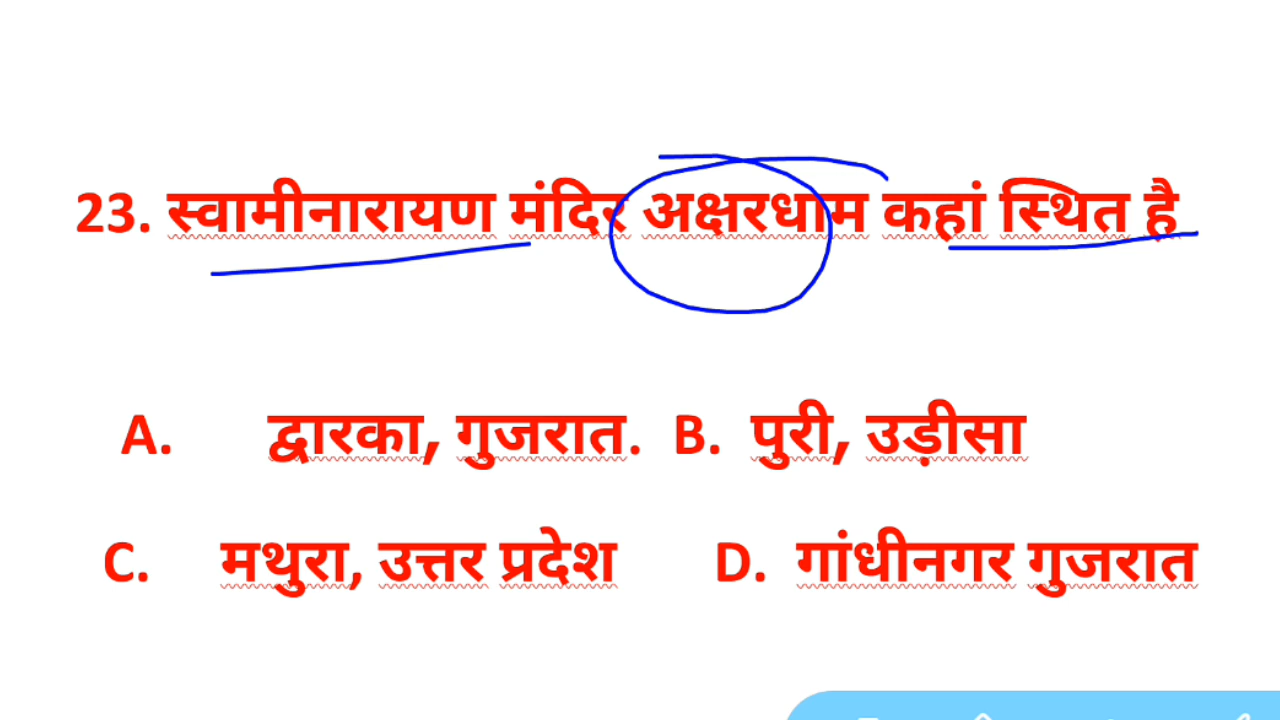 23. स्वामीनारायण मंदिर अक्षरधाम कहां स्थित है
A. द्वारका, गुजरात. B. पुरी, उड़ीसा
C. मथुरा, उत्तर प्रदेश D. गांधीनगर गुजरात